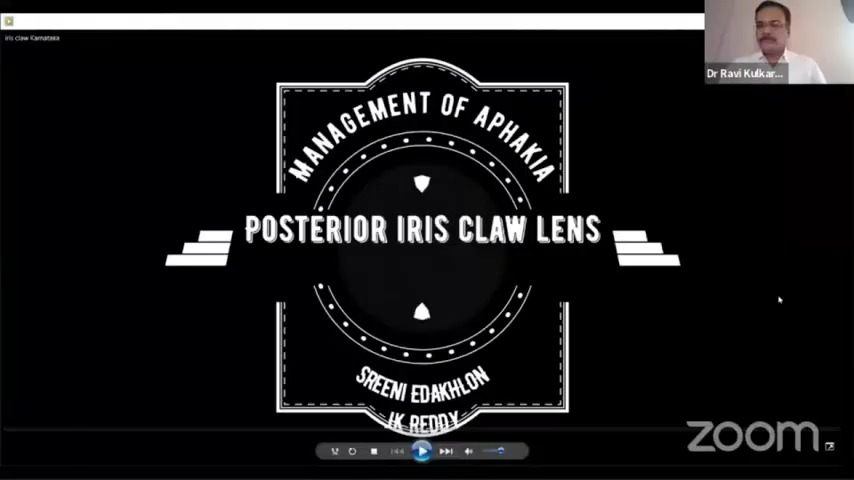 iris claw Karnataka
Dr Ravi Kulkar...
MANAGEMENT OF APHAKIA
POSTERIOR IRIS CLAW LENS
SREENI EDAKHLON
JK REDDY
zoom